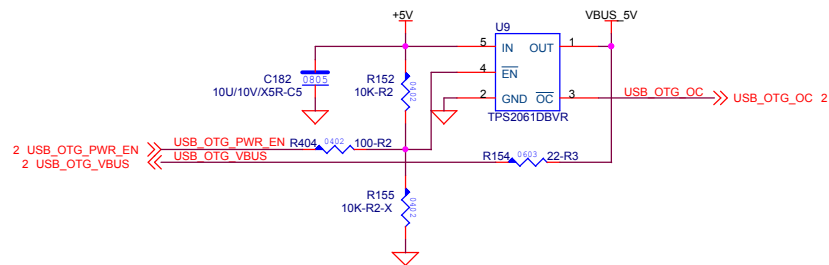 +5V
VBUS_5V
U9
5 IN OUT 1
4 EN
2 GND OC 3
TPS2061DBVR
C182
0805
10U/10V/X5R-C5
R152
0402
10K-R2
USB_OTG_OC
USB_OTG_OC 2
2 USB_OTG_PWR_EN
USB_OTG_PWR_EN
R404
0402
100-R2
2 USB_OTG_VBUS
USB_OTG_VBUS
R154
0603
22-R3
R155
0402
10K-R2-X